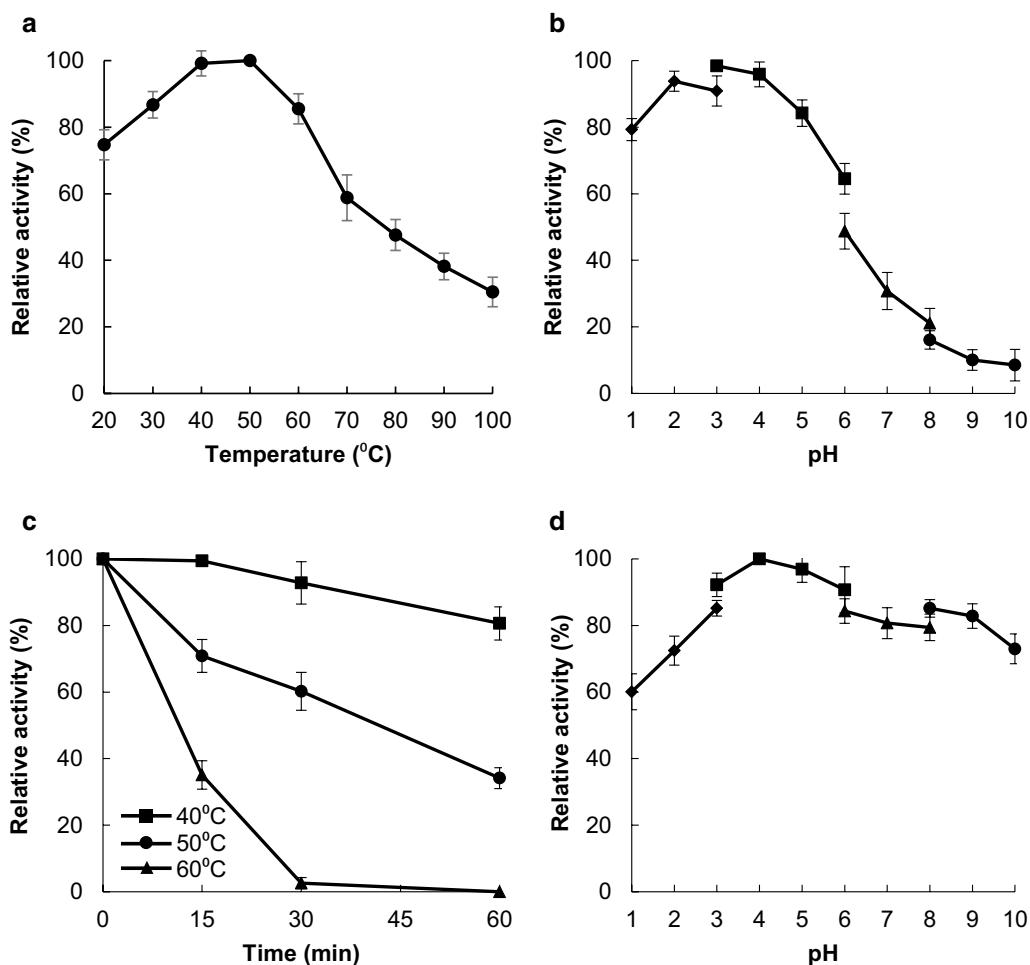 a
Relative activity (%)
100
80
60
40
20
0
20 30 40 50 60 70 80 90 100
Temperature (⁰C)
b
Relative activity (%)
100
80
60
40
20
0
1 2 3 4 5 6 7 8 9 10
pH
c
Relative activity (%)
100
80
60
40
20
0
40⁰C
50⁰C
60⁰C
0 15 30 45 60
Time (min)
d
Relative activity (%)
100
80
60
40
20
0
1 2 3 4 5 6 7 8 9 10
pH